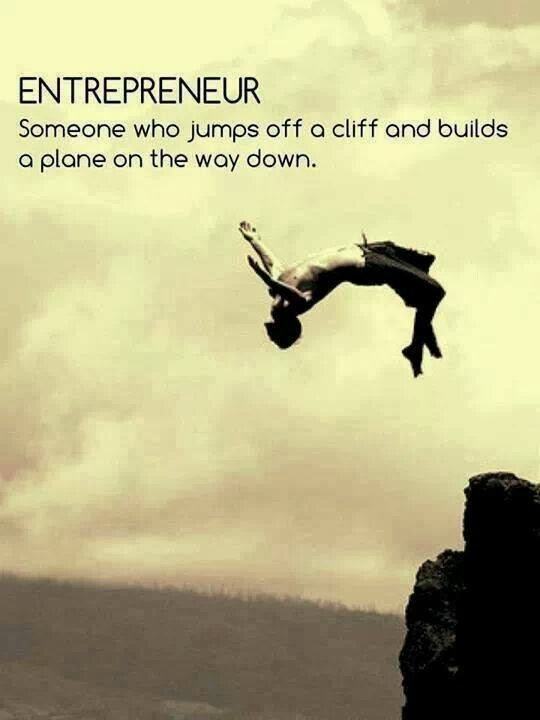 ENTREPRENEUR
Someone who jumps off a cliff and builds
a plane on the way down.